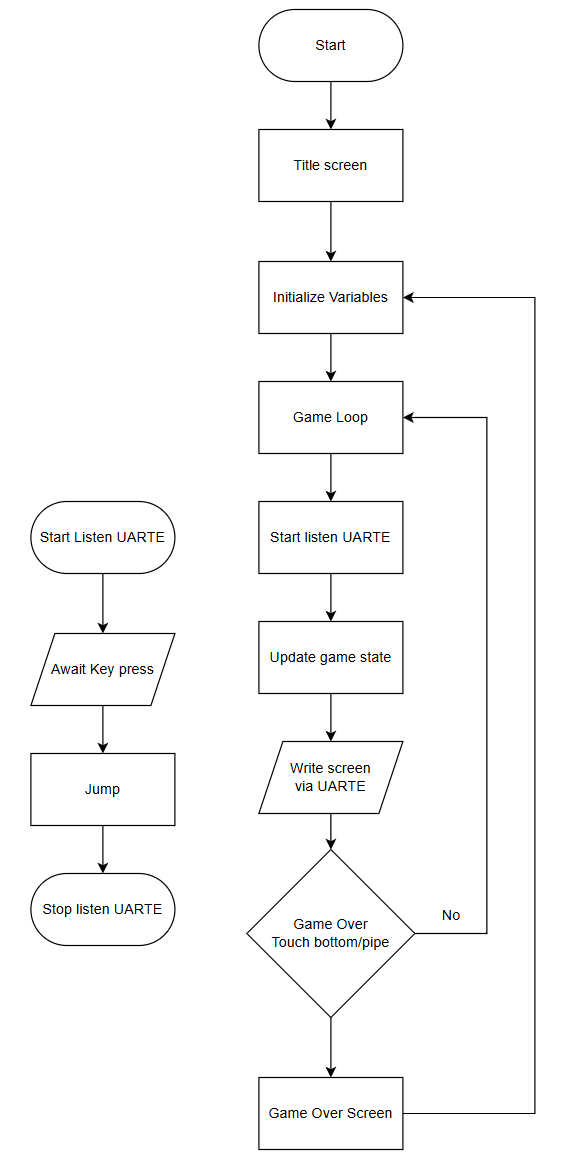 Start
Title screen
Initialize Variables
Game Loop
Start listen UARTE
Update game state
Write screen
via UARTE
Game Over
Touch bottom/pipe
No
Game Over Screen
Start Listen UARTE
Await Key press
Jump
Stop listen UARTE